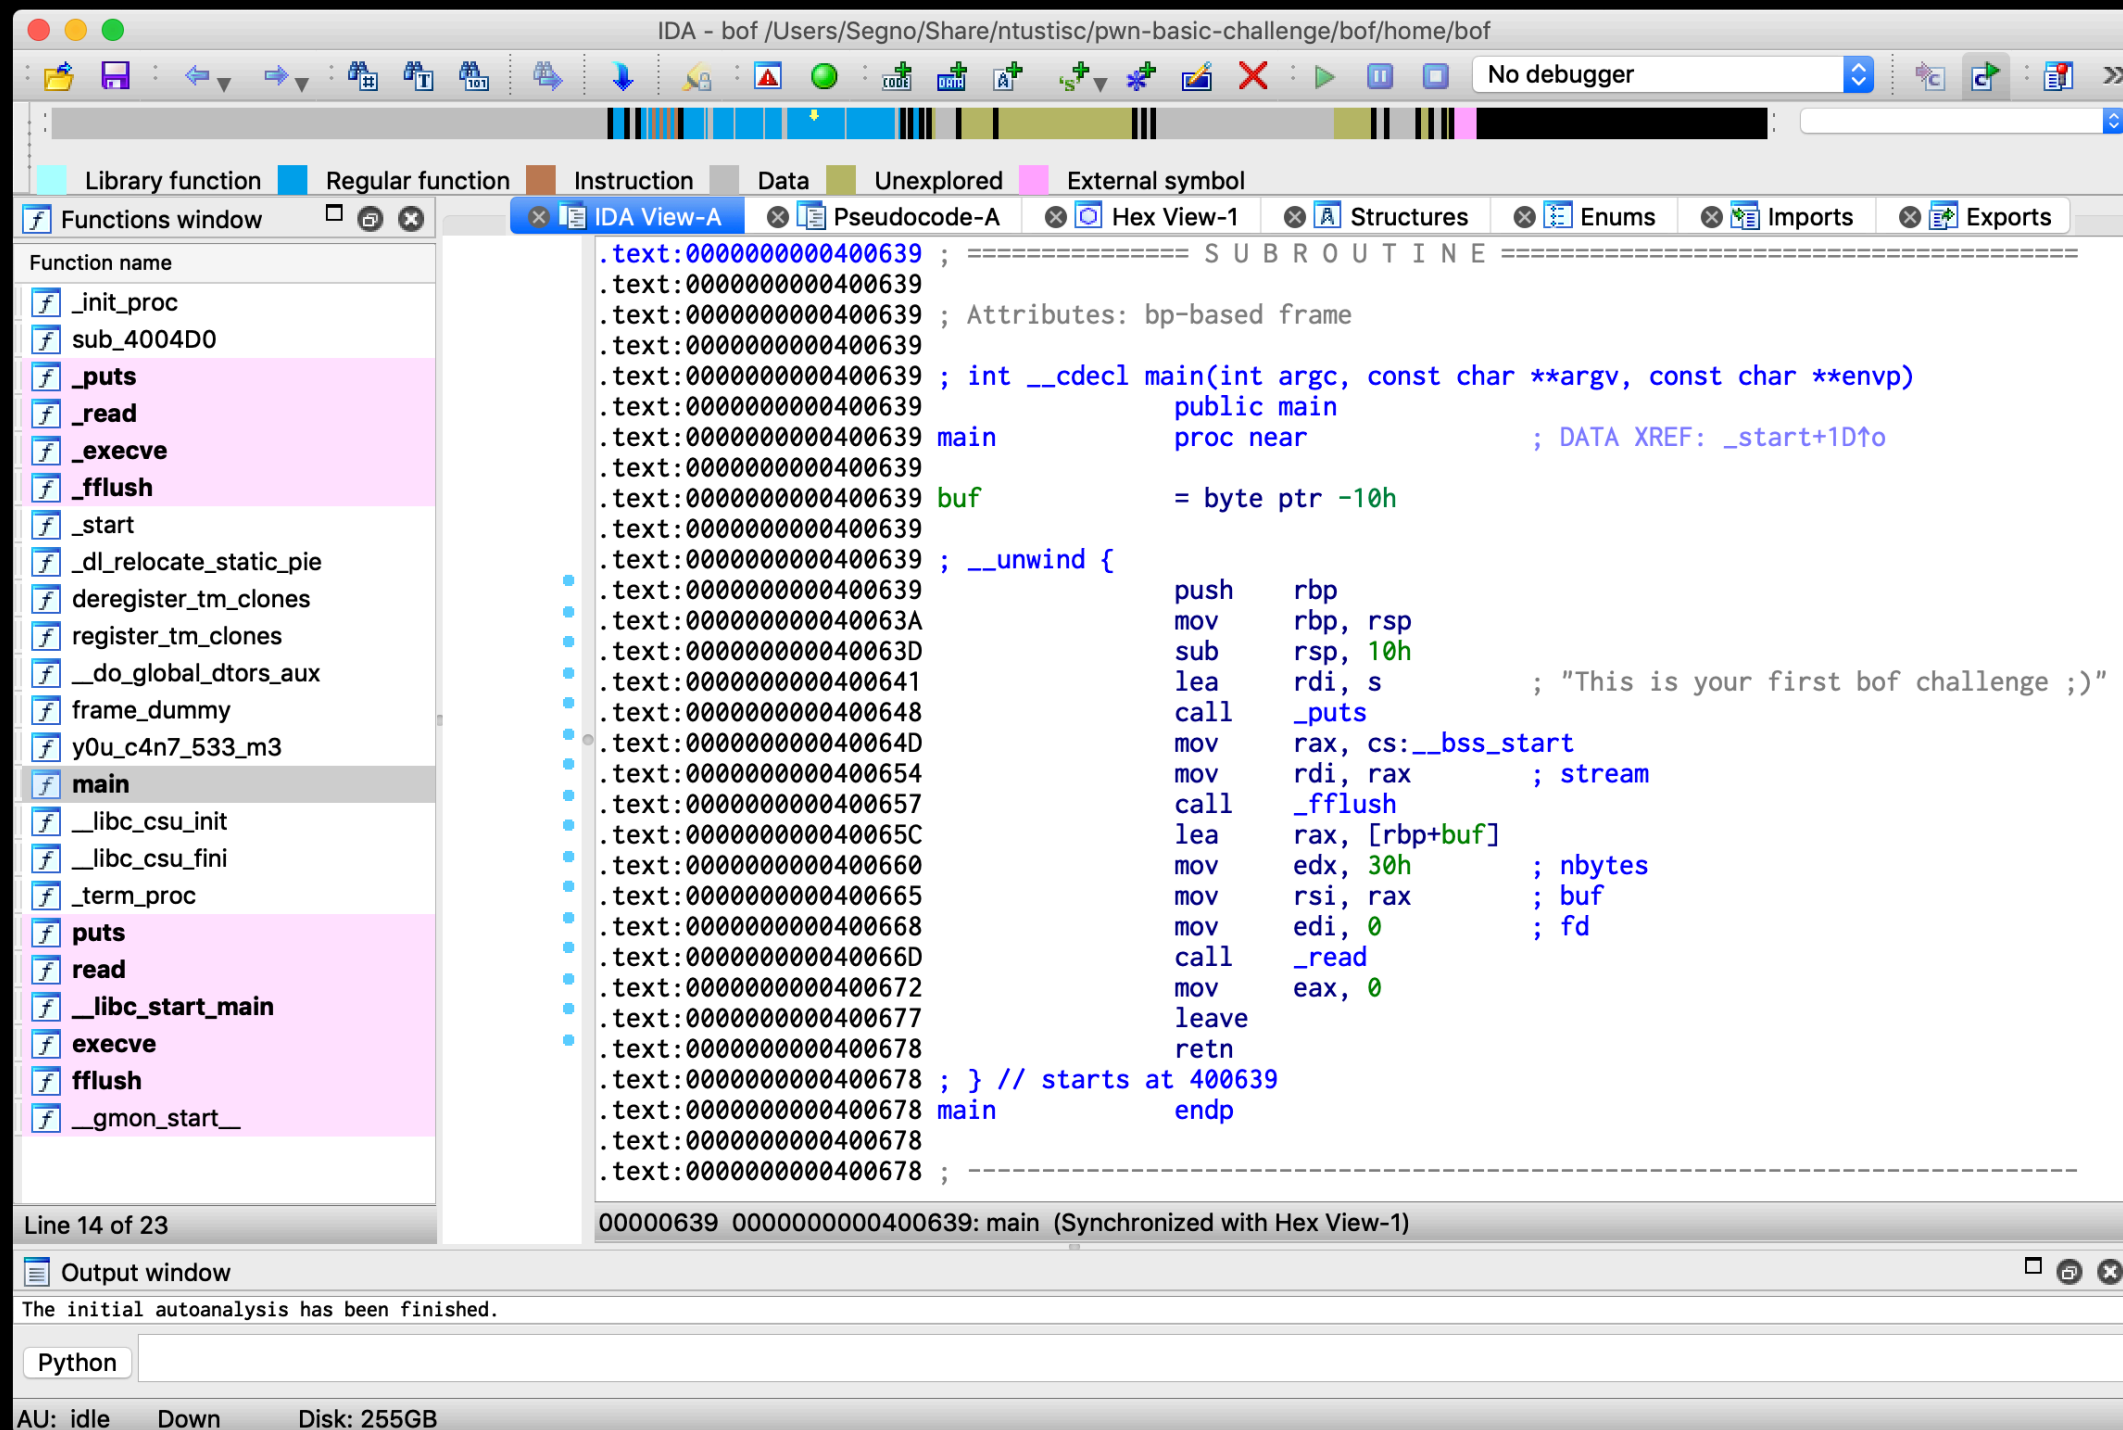 IDA - bof /Users/Segno/Share/ntustisc/pwn-basic-challenge/bof/home/bof
No debugger
Library function Regular function Instruction Data Unexplored External symbol
Functions window
IDA View-A Pseudocode-A Hex View-1 Structures Enums Imports Exports
Function name
_init_proc
sub_4004D0
_puts
_read
_execve
_fflush
_start
_dl_relocate_static_pie
deregister_tm_clones
register_tm_clones
__do_global_dtors_aux
frame_dummy
y0u_c4n7_533_m3
main
__libc_csu_init
__libc_csu_fini
_term_proc
puts
read
__libc_start_main
execve
fflush
__gmon_start__
Line 14 of 23
.text:0000000000400639 ; =============== S U B R O U T I N E =======================================
.text:0000000000400639
.text:0000000000400639 ; Attributes: bp-based frame
.text:0000000000400639
.text:0000000000400639 ; int __cdecl main(int argc, const char **argv, const char **envp)
.text:0000000000400639 public main
.text:0000000000400639 main proc near ; DATA XREF: _start+1D↑o
.text:0000000000400639
.text:0000000000400639 buf = byte ptr -10h
.text:0000000000400639
.text:0000000000400639 ; __unwind {
.text:0000000000400639 push rbp
.text:000000000040063A mov rbp, rsp
.text:000000000040063D sub rsp, 10h
.text:0000000000400641 lea rdi, s ; "This is your first bof challenge ;)"
.text:0000000000400648 call _puts
.text:000000000040064D mov rax, cs:__bss_start
.text:0000000000400654 mov rdi, rax ; stream
.text:0000000000400657 call _fflush
.text:000000000040065C lea rax, [rbp+buf]
.text:0000000000400660 mov edx, 30h ; nbytes
.text:0000000000400665 mov rsi, rax ; buf
.text:0000000000400668 mov edi, 0 ; fd
.text:000000000040066D call _read
.text:0000000000400672 mov eax, 0
.text:0000000000400677 leave
.text:0000000000400678 retn
.text:0000000000400678 ; } // starts at 400639
.text:0000000000400678 main endp
.text:0000000000400678
.text:0000000000400678 ; ---------------------------------------------------------------------------
00000639 0000000000400639: main (Synchronized with Hex View-1)
Output window
The initial autoanalysis has been finished.
Python
AU: idle Down Disk: 255GB